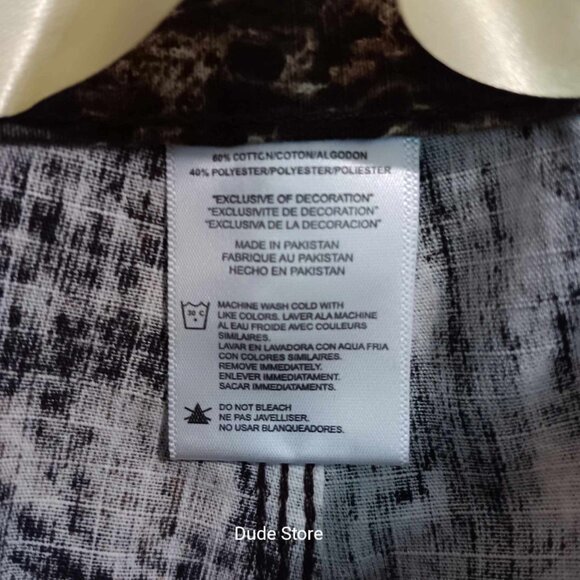 60% COTTON/COTON/ALGODON
40% POLYESTER/POLYESTER/POLIESTER
"EXCLUSIVE OF DECORATION"
"EXCLUSIVITE DE DECORATION"
"EXCLUSIVA DE LA DECORACION"
MADE IN PAKISTAN
FABRIQUE AU PAKISTAN
HECHO EN PAKISTAN
30 C
MACHINE WASH COLD WITH
LIKE COLORS. LAVER ALA MACHINE
AL EAU FROIDE AVEC COULEURS
SIMILAIRES.
LAVAR EN LAVADORA CON AQUA FRIA
CON COLORES SIMILARES.
REMOVE IMMEDIATELY.
ENLEVER IMMEDIATAMENT.
SACAR IMMEDIATAMENTS.
DO NOT BLEACH
NE PAS JAVELLISER.
NO USAR BLANQUEADORES.
Dude Store